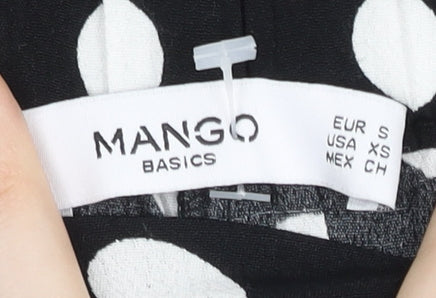 MANGO
BASICS
EUR S
USA XS
MEX CH